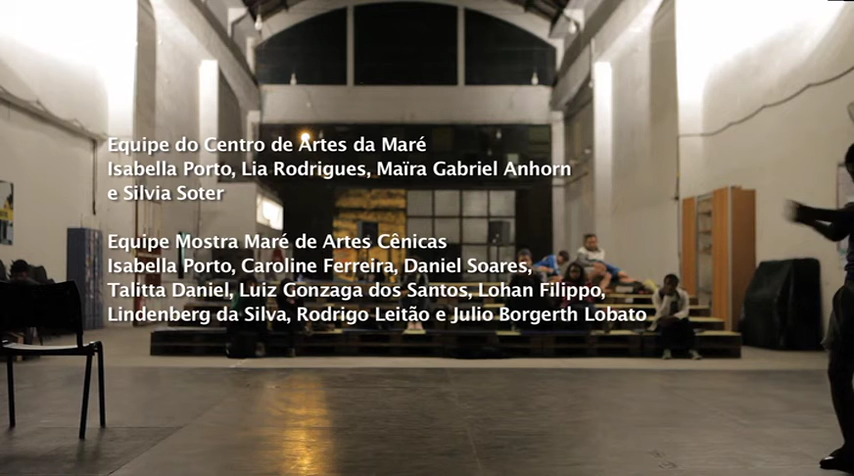 Equipe do Centro de Artes da Maré
Isabella Porto, Lia Rodrigues, Maïra Gabriel Anhorn
e Silvia Soter
Equipe Mostra Maré de Artes Cênicas
Isabella Porto, Caroline Ferreira, Daniel Soares,
Talitta Daniel, Luiz Gonzaga dos Santos, Lohan Filippo,
Lindenberg da Silva, Rodrigo Leitão e Julio Borgerth Lobato